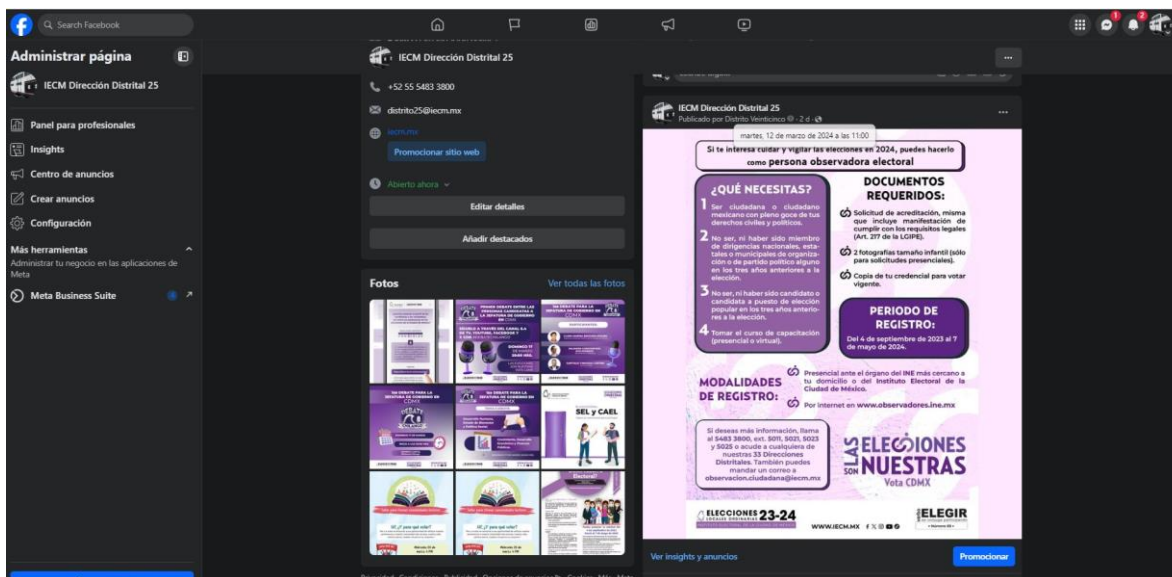 Search Facebook
1
2
Administrar página
IECM Dirección Distrital 25
Panel para profesionales
Insights
Centro de anuncios
Crear anuncios
Configuración
Más herramientas
Administrar tu negocio en las aplicaciones de
Meta
Meta Business Suite
IECM Dirección Distrital 25
+52 55 5483 3800
distrito25@iecm.mx
iecm.mx
Promocionar sitio web
Abierto ahora
Editar detalles
Añadir destacados
Fotos
Ver todas las fotos
SEL y CAEL
IECM Dirección Distrital 25
Publicado por Distrito Veinticinco · 2 d ·
martes, 12 de marzo de 2024 a las 11:00
Si te interesa cuidar y vigilar las elecciones en 2024, puedes hacerlo
como persona observadora electoral
¿QUÉ NECESITAS?
1 Ser ciudadana o ciudadano
mexicano con pleno goce de tus
derechos civiles y políticos.
2 No ser, ni haber sido miembro
de dirigencias nacionales, esta-
tales o municipales de organiza-
ción o de partido político alguno
en los tres años anteriores a la
elección.
3 No ser, ni haber sido candidato o
candidata a puesto de elección
popular en los tres años anterio-
res a la elección.
4 Tomar el curso de capacitación
(presencial o virtual).
DOCUMENTOS
REQUERIDOS:
Solicitud de acreditación, misma
que incluye manifestación de
cumplir con los requisitos legales
(Art. 217 de la LGIPE).
2 fotografías tamaño infantil (sólo
para solicitudes presenciales).
Copia de tu credencial para votar
vigente.
PERIODO DE
REGISTRO:
Del 4 de septiembre de 2023 al 7
de mayo de 2024.
MODALIDADES
DE REGISTRO:
Presencial ante el órgano del INE más cercano a
tu domicilio o del Instituto Electoral de la
Ciudad de México.
Por internet en www.observadores.ine.mx
Si deseas más información, llama
al 5483 3800, ext. 5011, 5021, 5023
y 5025 o acude a cualquiera de
nuestras 33 Direcciones
Distritales. También puedes
mandar un correo a
observacion.ciudadana@iecm.mx
LAS ELECCIONES
SON NUESTRAS
Vota CDMX
ELECCIONES 23-24
WWW.IECM.MX
ELEGIR
Ver insights y anuncios
Promocionar